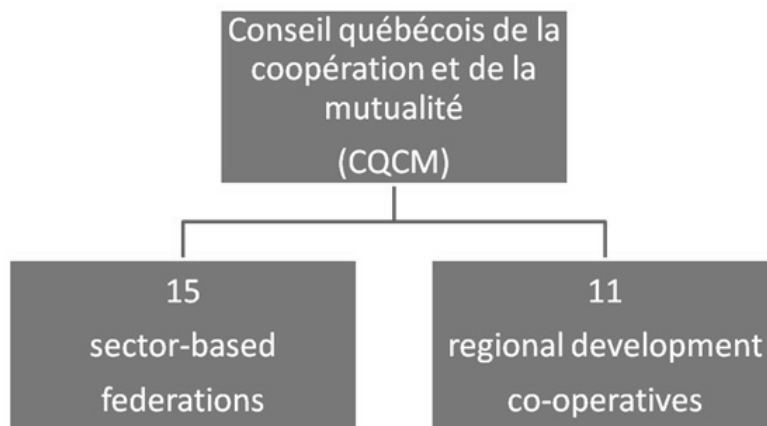 Conseil québécois de la
coopération et de la
mutualité
(CQCM)
15
sector-based
federations
11
regional development
co-operatives